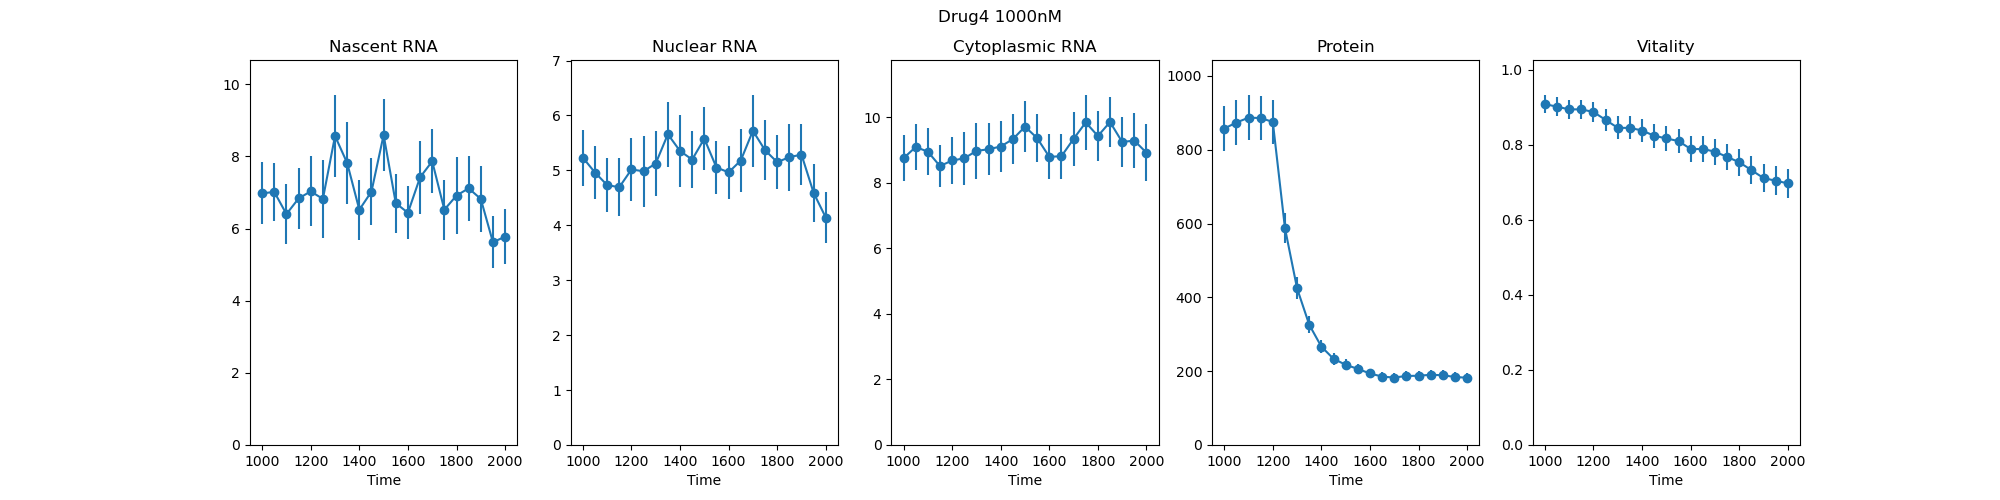 Drug4 1000nM
Nascent RNA
10
8
6
4
2
0
1000 1200 1400 1600 1800 2000
Time
Nuclear RNA
7
6
5
4
3
2
1
0
1000 1200 1400 1600 1800 2000
Time
Cytoplasmic RNA
10
8
6
4
2
0
1000 1200 1400 1600 1800 2000
Time
Protein
1000
800
600
400
200
0
1000 1200 1400 1600 1800 2000
Time
Vitality
1.0
0.8
0.6
0.4
0.2
0.0
1000 1200 1400 1600 1800 2000
Time